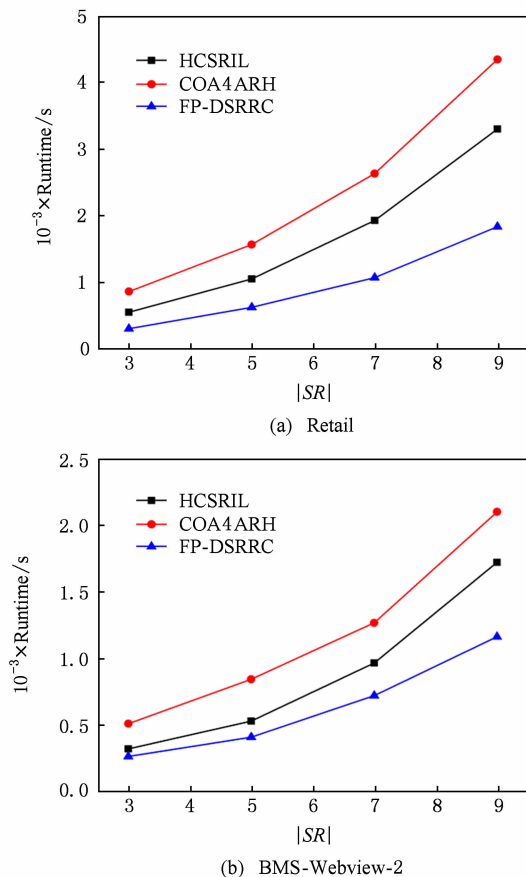 5
4
3
2
1
0
10⁻³×Runtime/s
HCSRIL
COA4ARH
FP-DSRRC
3 4 5 6 7 8 9
|SR|
(a) Retail
2.5
2.0
1.5
1.0
0.5
0.0
10⁻³×Runtime/s
HCSRIL
COA4ARH
FP-DSRRC
3 4 5 6 7 8 9
|SR|
(b) BMS-Webview-2